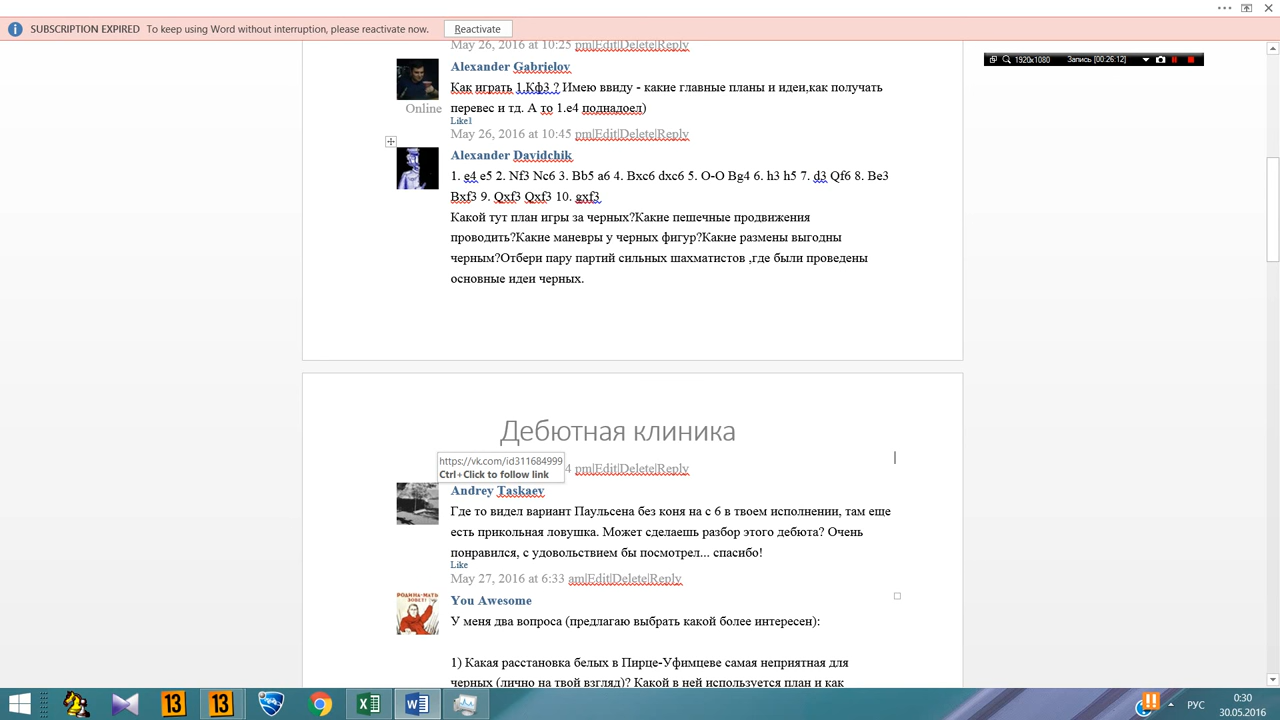 SUBSCRIPTION EXPIRED To keep using Word without interruption, please reactivate now. Reactivate
May 26, 2016 at 10:25 pm|Edit|Delete|Reply
1920x1080 Запись [00:26:12]
Alexander Gabrielov
Как играть 1.Кф3 ? Имею ввиду - какие главные планы и идеи,как получать
Online
перевес и тд. А то 1.е4 поднадоел)
Like1
May 26, 2016 at 10:45 pm|Edit|Delete|Reply
Alexander Davidchik
1. e4 e5 2. Nf3 Nc6 3. Bb5 a6 4. Bxc6 dxc6 5. O-O Bg4 6. h3 h5 7. d3 Qf6 8. Be3
Bxf3 9. Qxf3 Qxf3 10. gxf3
Какой тут план игры за черных?Какие пешечные продвижения
проводить?Какие маневры у черных фигур?Какие размены выгодны
черным?Отбери пару партий сильных шахматистов ,где были проведены
основные идеи черных.
Дебютная клиника
https://vk.com/id311684999
Ctrl+Click to follow link
4 pm|Edit|Delete|Reply
Andrey Taskaev
Где то видел вариант Паульсена без коня на с 6 в твоем исполнении, там еще
есть прикольная ловушка. Может сделаешь разбор этого дебюта? Очень
понравился, с удовольствием бы посмотрел... спасибо!
Like
May 27, 2016 at 6:33 am|Edit|Delete|Reply
РОДИНА-МАТЬ
ЗОВЕТ!
You Awesome
У меня два вопроса (предлагаю выбрать какой более интересен):
1) Какая расстановка белых в Пирце-Уфимцеве самая неприятная для
черных (лично на твой взгляд)? Какой в ней используется план и как
13 13
РУС
0:30
30.05.2016